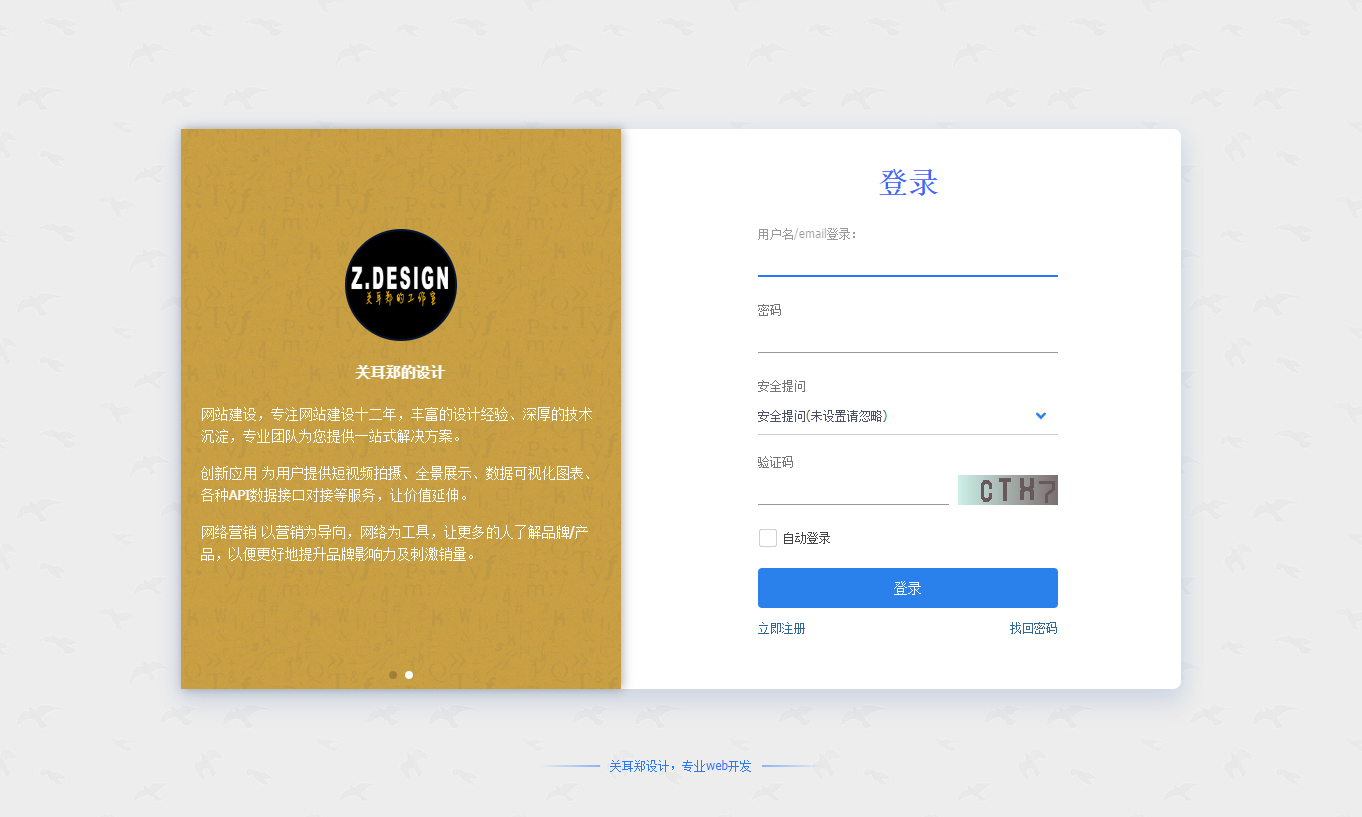 Z.DESIGN
关耳郑的工作室
关耳郑的设计
网站建设，专注网站建设十二年，丰富的设计经验、深厚的技术
沉淀，专业团队为您提供一站式解决方案。
创新应用 为用户提供短视频拍摄、全景展示、数据可视化图表、
各种API数据接口对接等服务，让价值延伸。
网络营销 以营销为导向，网络为工具，让更多的人了解品牌/产
品，以便更好地提升品牌影响力及刺激销量。
登录
用户名/email登录：
密码
安全提问
安全提问(未设置请忽略)
验证码
CTH7
自动登录
登录
立即注册
找回密码
关耳郑设计，专业web开发